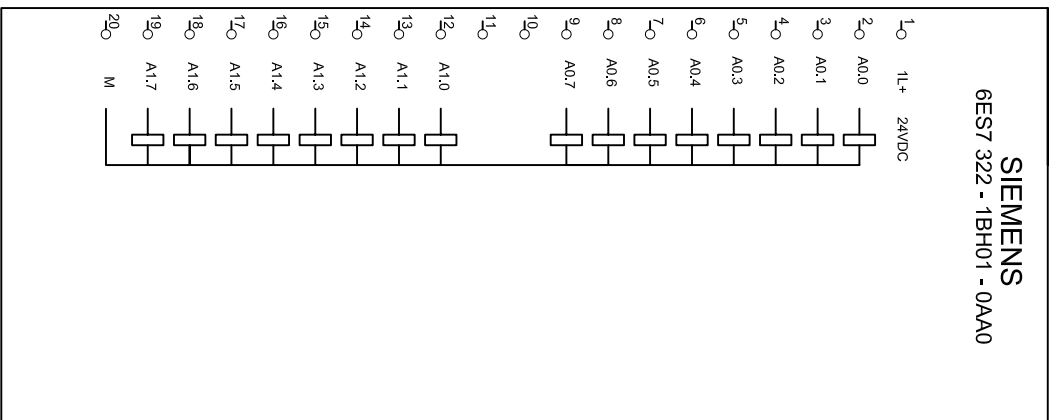 SIEMENS
6ES7 322 - 1BH01 - 0AA0
1 1L+ 24VDC
2 A0.0
3 A0.1
4 A0.2
5 A0.3
6 A0.4
7 A0.5
8 A0.6
9 A0.7
10
11
12 A1.0
13 A1.1
14 A1.2
15 A1.3
16 A1.4
17 A1.5
18 A1.6
19 A1.7
20 M